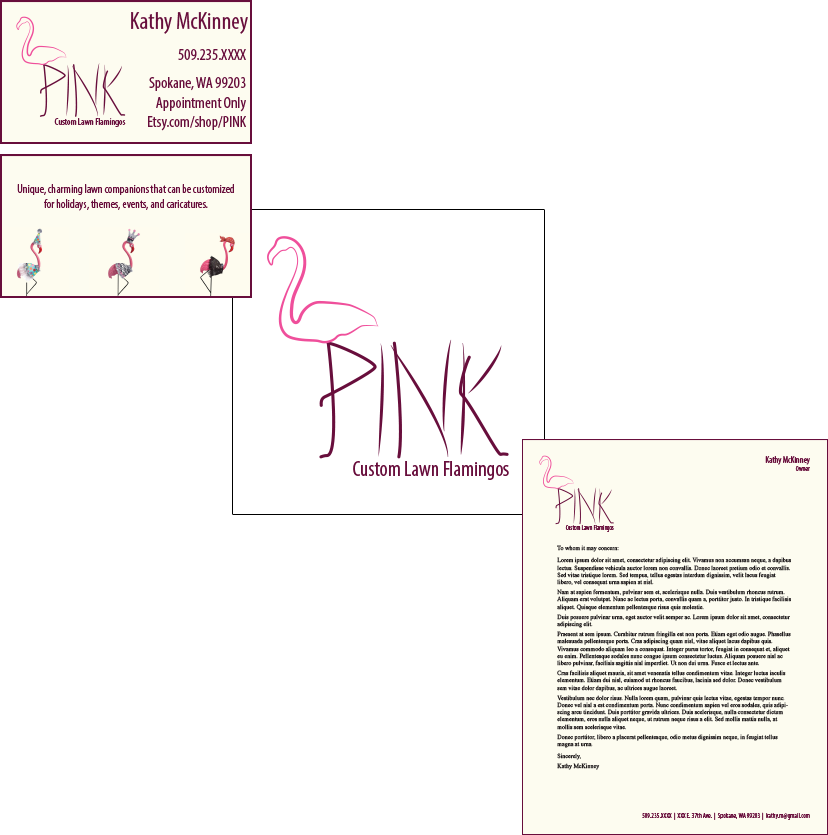 PINK
Custom Lawn Flamingos
Kathy McKinney
509.235.XXXX
Spokane, WA 99203
Appointment Only
Etsy.com/shop/PINK
Unique, charming lawn companions that can be customized
for holidays, themes, events, and caricatures.
PINK
Custom Lawn Flamingos
PINK
Custom Lawn Flamingos
Kathy McKinney
Owner
To whom it may concern:
Lorem ipsum dolor sit amet, consectetur adipiscing elit. Vivamus non accumsan neque, a dapibus
lectus. Suspendisse vehicula auctor lorem non convallis. Donec laoreet pretium odio et convallis.
Sed vitae tristique lorem. Sed tempus, tellus egestas interdum dignissim, velit lacus feugiat
libero, vel consequat urna sapien at nisl.
Nam at sapien fermentum, pulvinar sem et, scelerisque nulla. Duis vestibulum rhoncus rutrum.
Aliquam erat volutpat. Nunc ac lectus porta, convallis quam a, porttitor justo. In tristique facilisis
aliquet. Quisque elementum pellentesque risus quis molestie.
Duis posuere pulvinar urna, eget auctor velit semper ac. Lorem ipsum dolor sit amet, consectetur
adipiscing elit.
Praesent at sem ipsum. Curabitur rutrum fringilla est non porta. Etiam eget odio augue. Phasellus
malesuada pellentesque porta. Cras adipiscing quam nisl, vitae aliquet lacus dapibus quis.
Vivamus commodo aliquam leo a consequat. Integer purus tortor, feugiat in consequat et, aliquet
eu enim. Pellentesque sodales nunc congue ipsum consectetur luctus. Aliquam posuere nisl ac
libero pulvinar, facilisis sagittis nisl imperdiet. Ut non dui urna. Fusce et lectus ante.
Cras facilisis aliquet mauris, sit amet venenatis tellus condimentum vitae. Integer luctus iaculis
elementum. Etiam dui nisl, euismod ut rhoncus faucibus, lacinia sed dolor. Donec vestibulum
sem vitae dolor dapibus, ac ultrices augue laoreet.
Vestibulum nec dolor risus. Nulla lorem quam, pulvinar quis lectus vitae, egestas tempor nunc.
Donec vel nisl a est condimentum porta. Nunc condimentum sapien vel eros sodales, quis adipi-
scing arcu tincidunt. Duis porttitor gravida ultrices. Duis scelerisque, nulla consectetur dictum
elementum, eros nulla aliquet neque, ut rutrum neque risus a elit. Sed mollis mattis nulla, at
mollis sem scelerisque vitae.
Donec porttitor, libero a placerat pellentesque, odio metus dignissim neque, in feugiat tellus
magna at urna
Sincerely,
Kathy McKinney
509.235.XXXX | XXX E. 37th Ave. | Spokane, WA 99203 | kathy.m@gmail.com